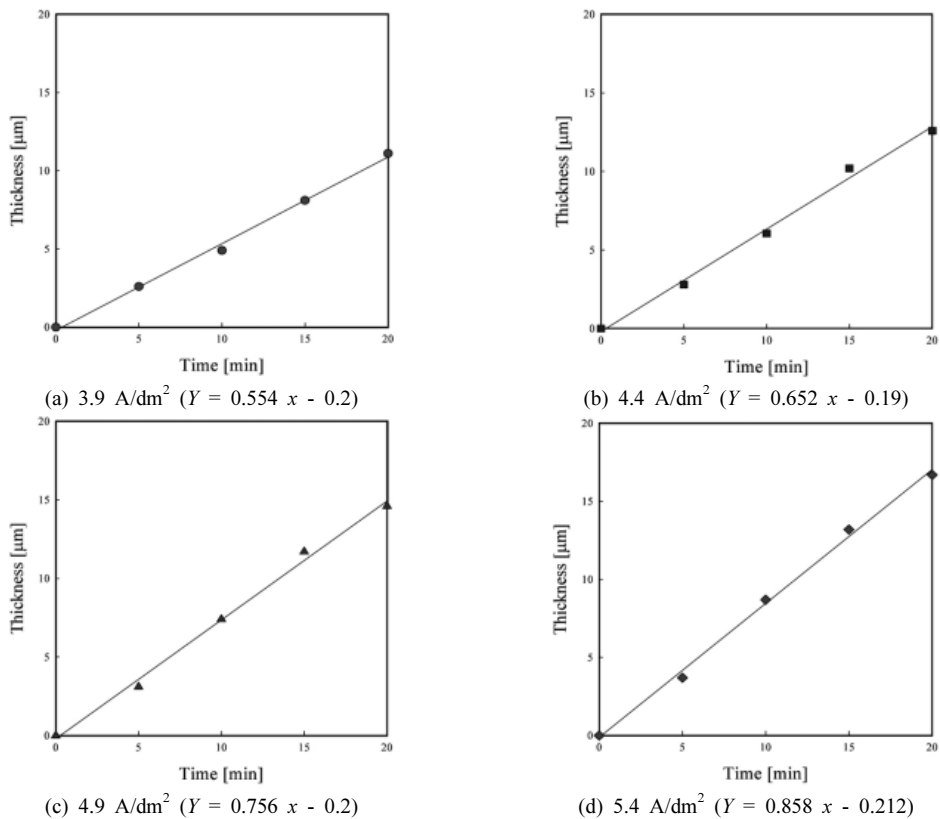 20
15
10
5
0
Thickness [μm]
0 5 10 15 20
Time [min]
(a) 3.9 A/dm² (Y = 0.554 x - 0.2)
20
15
10
5
0
Thickness [μm]
0 5 10 15 20
Time [min]
(b) 4.4 A/dm² (Y = 0.652 x - 0.19)
20
15
10
5
0
Thickness [μm]
0 5 10 15 20
Time [min]
(c) 4.9 A/dm² (Y = 0.756 x - 0.2)
20
15
10
5
0
Thickness [μm]
0 5 10 15 20
Time [min]
(d) 5.4 A/dm² (Y = 0.858 x - 0.212)